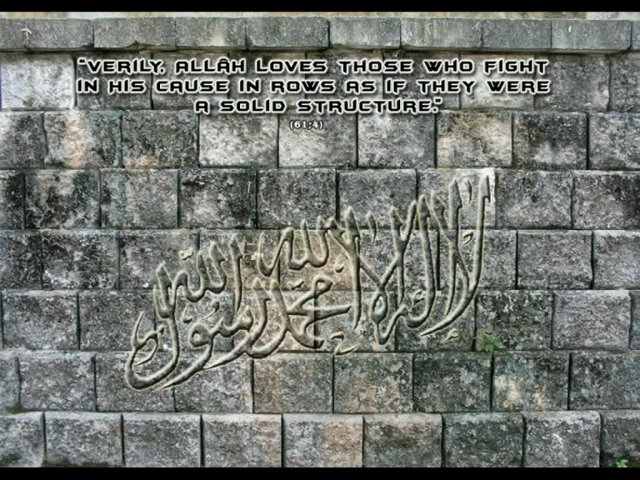 "VERILY, ALLÂH LOVES THOSE WHO FIGHT
IN HIS CAUSE IN ROWS AS IF THEY WERE
A SOLID STRUCTURE."
(61:4)
لا إله إلا الله محمد رسول الله